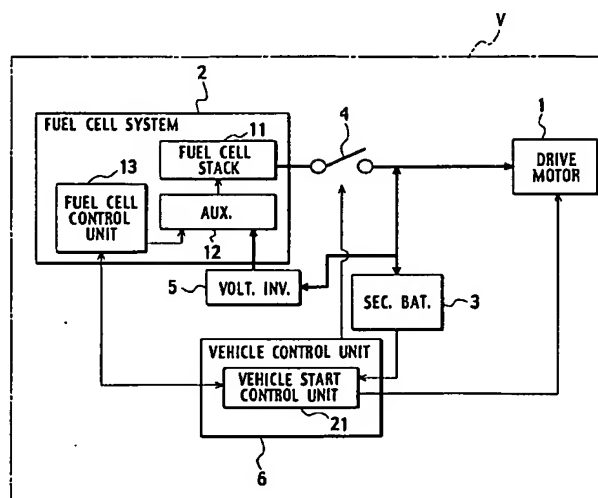 V
2
FUEL CELL SYSTEM
11
4
1
FUEL CELL
STACK
DRIVE
MOTOR
13
FUEL CELL
CONTROL
UNIT
AUX.
12
5
VOLT. INV.
SEC. BAT.
3
VEHICLE CONTROL UNIT
VEHICLE START
CONTROL UNIT
21
6